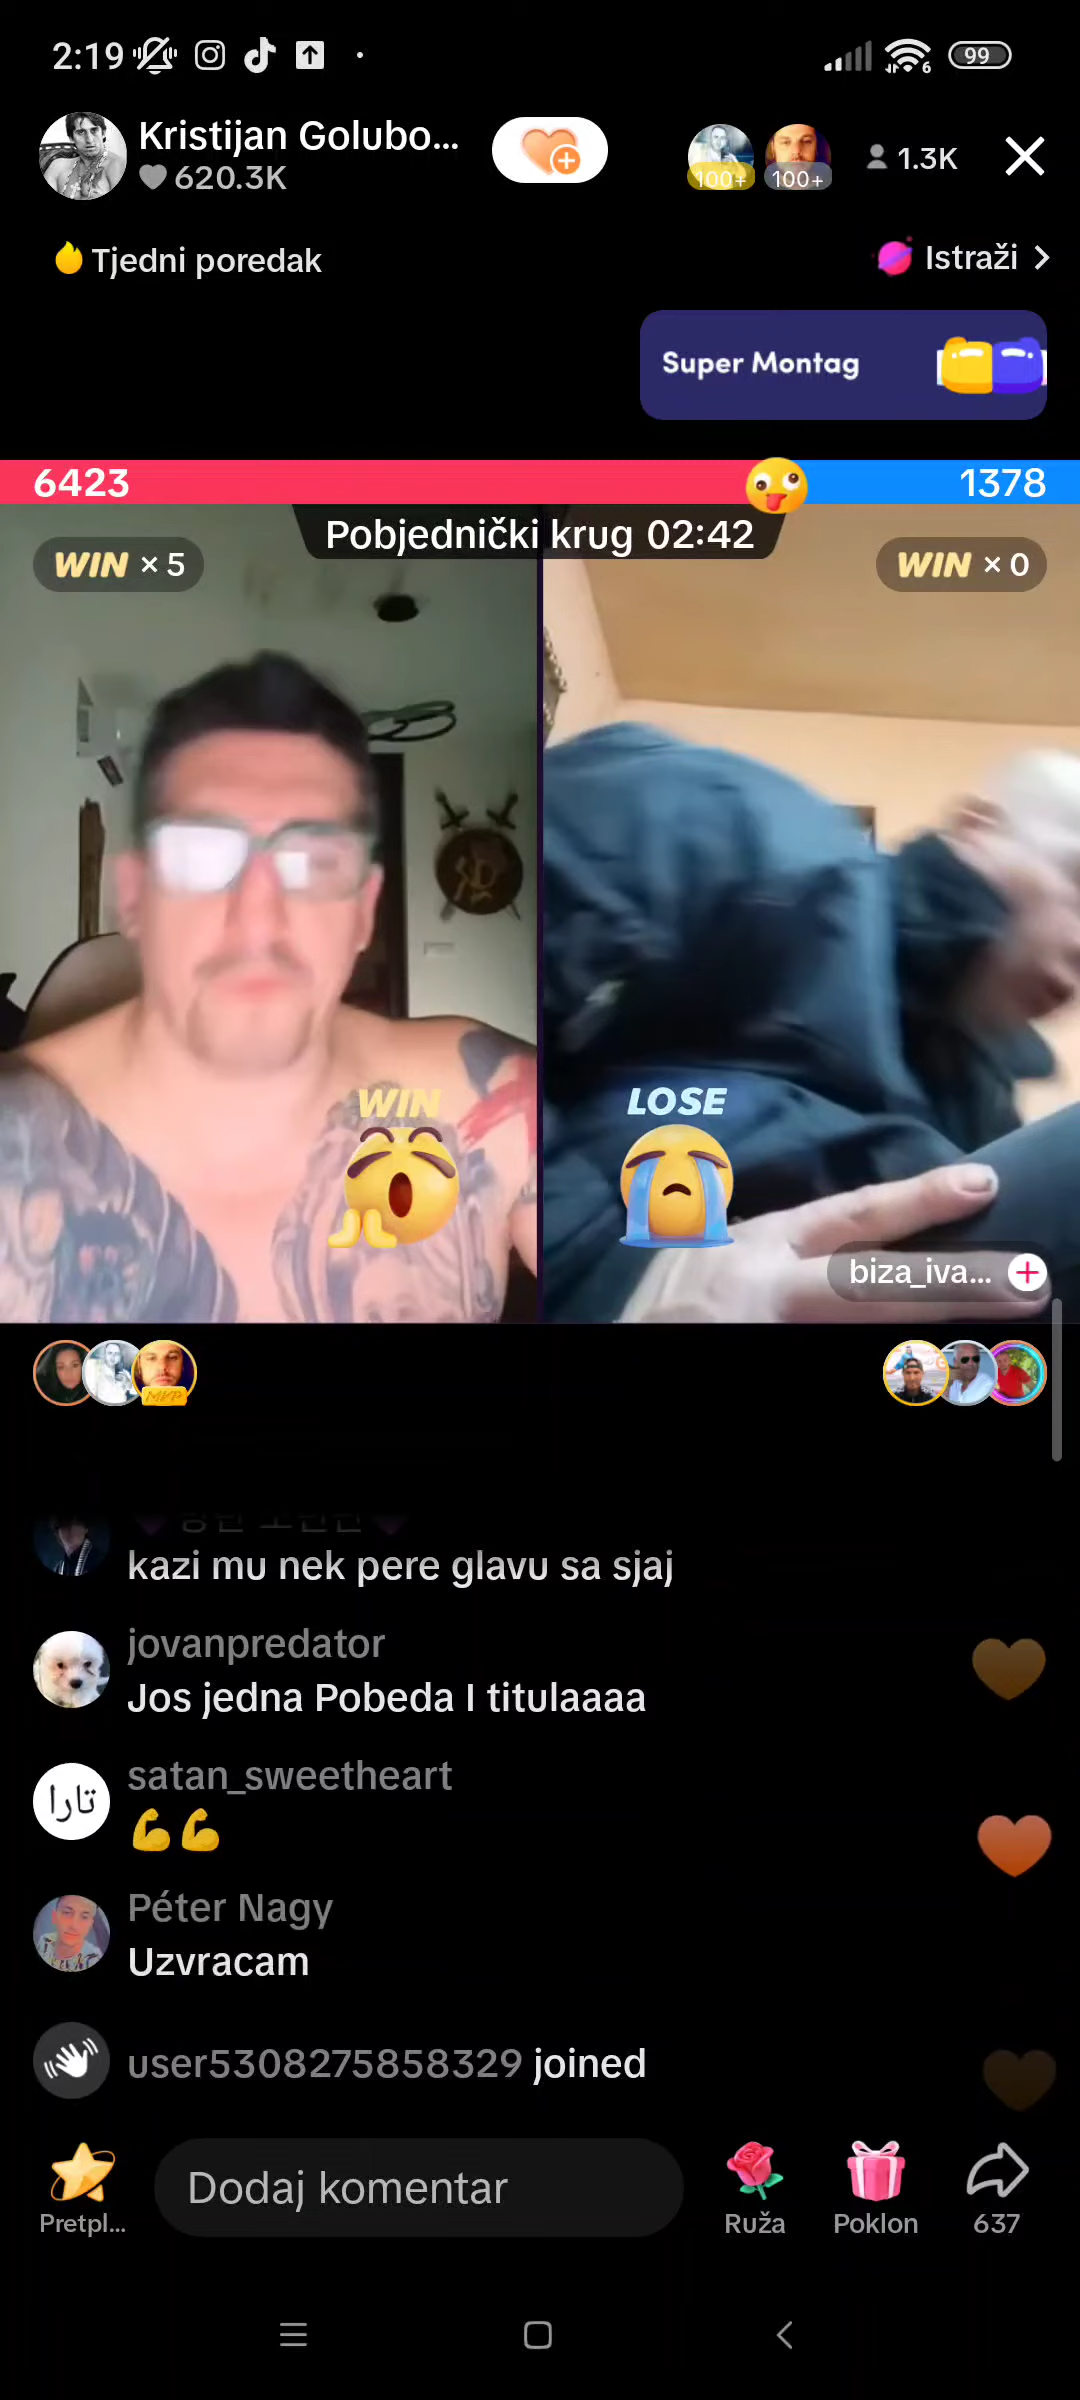 2:19
99
Kristijan Golubo...
620.3K
100+
100+
1.3K
Tjedni poredak
Istraži
Super Montag
6423
1378
Pobjednički krug 02:42
WIN × 5
WIN × 0
WIN
LOSE
biza_iva...
MVP
kazi mu nek pere glavu sa sjaj
jovanpredator
Jos jedna Pobeda I titulaaaa
تارا
satan_sweetheart
Péter Nagy
Uzvracam
user5308275858329 joined
Pretpl...
Dodaj komentar
Ruža
Poklon
637